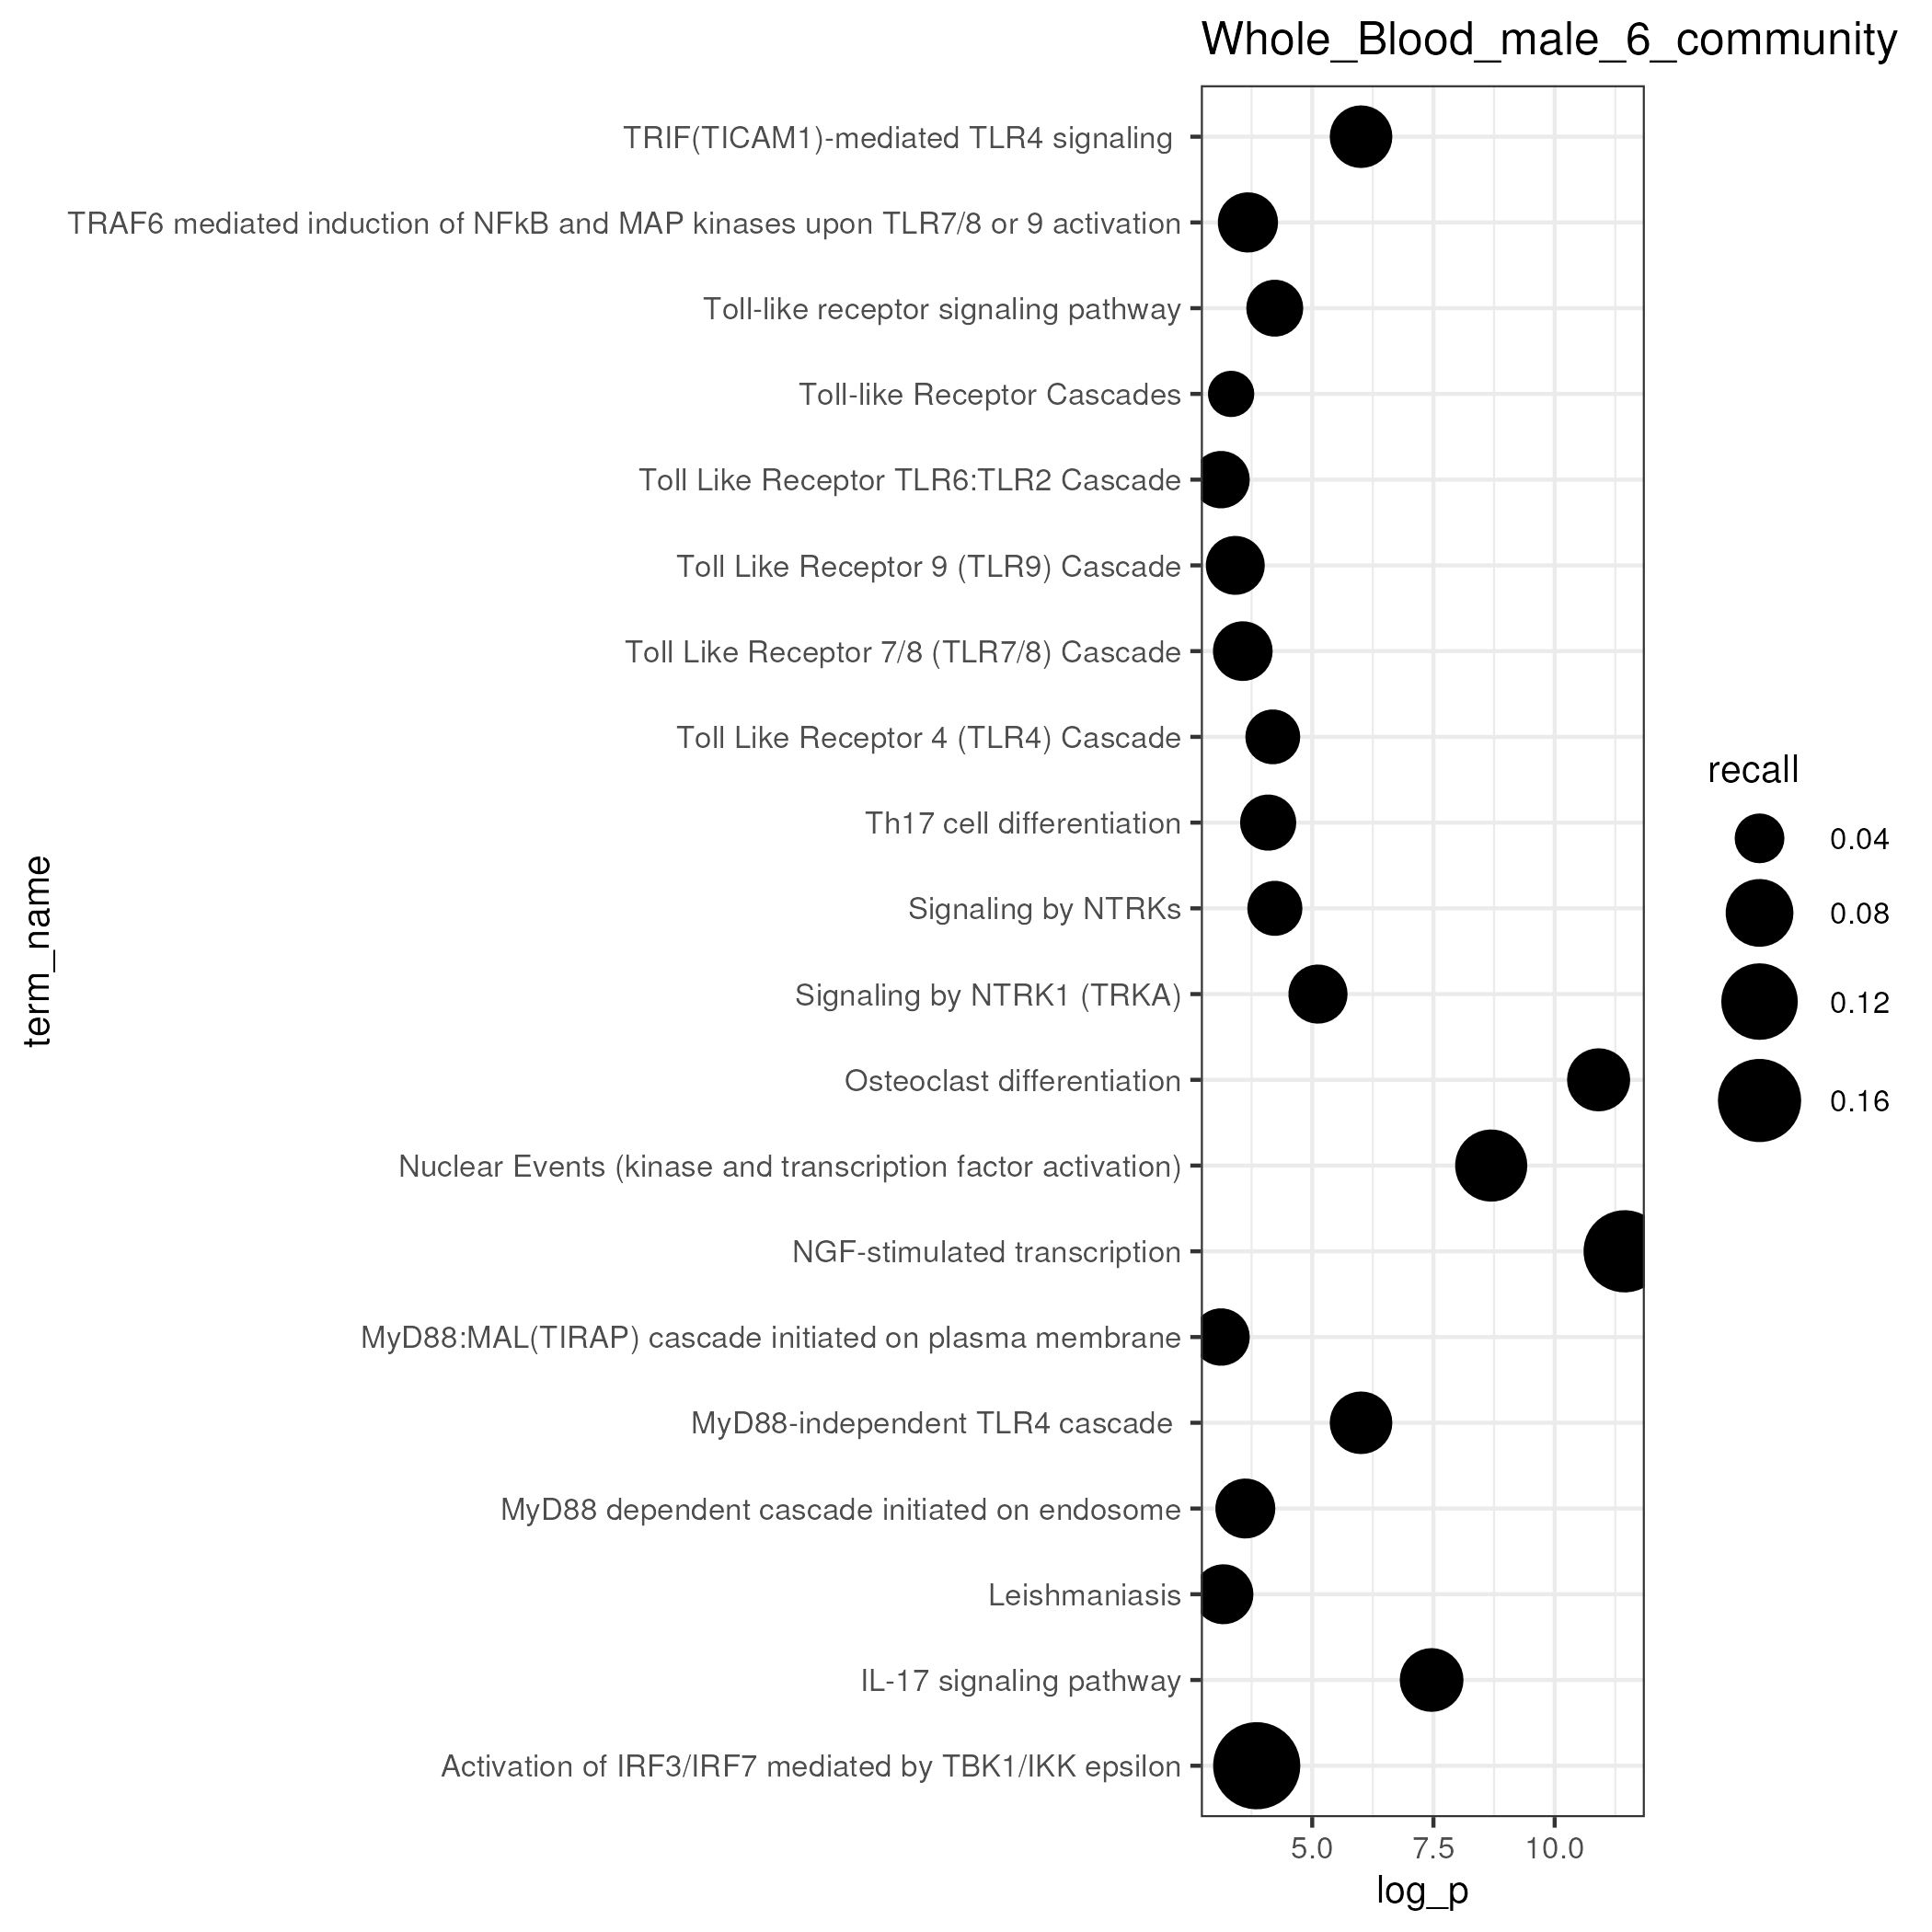 Whole_Blood_male_6_community
TRIF(TICAM1)-mediated TLR4 signaling
TRAF6 mediated induction of NFkB and MAP kinases upon TLR7/8 or 9 activation
Toll-like receptor signaling pathway
Toll-like Receptor Cascades
Toll Like Receptor TLR6:TLR2 Cascade
Toll Like Receptor 9 (TLR9) Cascade
Toll Like Receptor 7/8 (TLR7/8) Cascade
Toll Like Receptor 4 (TLR4) Cascade
Th17 cell differentiation
Signaling by NTRKs
Signaling by NTRK1 (TRKA)
Osteoclast differentiation
Nuclear Events (kinase and transcription factor activation)
NGF-stimulated transcription
MyD88:MAL(TIRAP) cascade initiated on plasma membrane
MyD88-independent TLR4 cascade
MyD88 dependent cascade initiated on endosome
Leishmaniasis
IL-17 signaling pathway
Activation of IRF3/IRF7 mediated by TBK1/IKK epsilon
term_name
5.0 7.5 10.0
log_p
recall
0.04
0.08
0.12
0.16